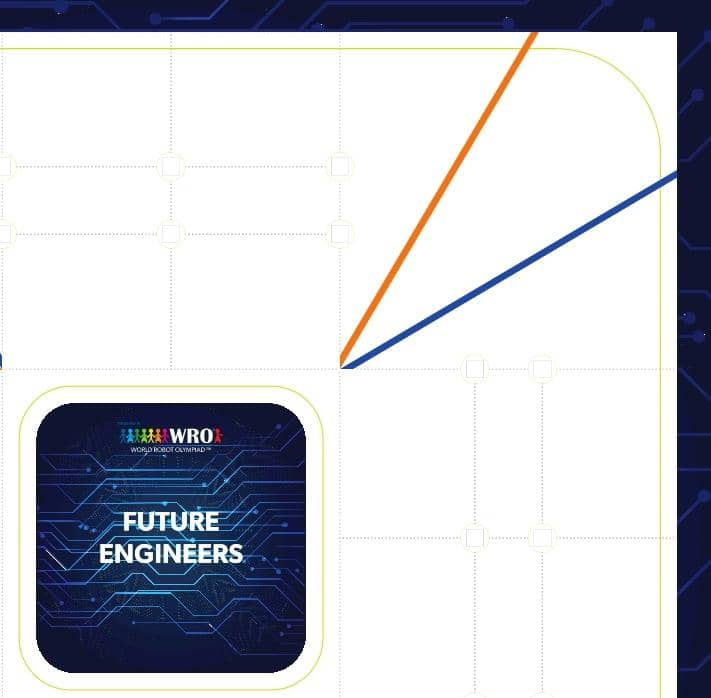 WRO
WORLD ROBOT OLYMPIAD™
FUTURE
ENGINEERS